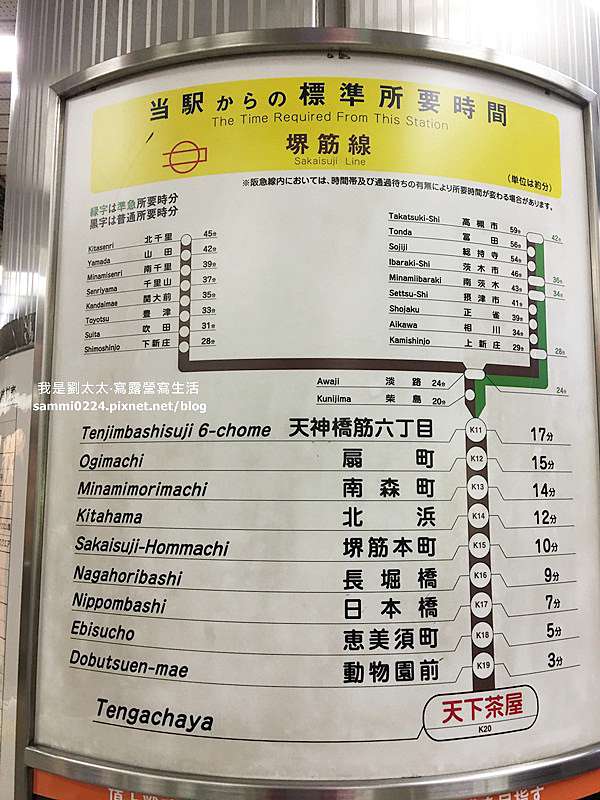 当駅からの標準所要時間
The Time Required From This Station
堺筋線
Sakaisuji Line
(単位は約分)
※阪急線内においては、時間帯及び通過待ちの有無により所要時間が変わる場合があります。
緑字は準急所要時分
黒字は普通所要時分
Kitasenri 北千里 45分
Yamada 山田 42分
Minamisenri 南千里 39分
Senriyama 千里山 37分
Kandaimae 関大前 35分
Toyotsu 豊津 33分
Suita 吹田 31分
Shimoshinjo 下新庄 28分
Takatsuki-Shi 高槻市 59分 42分
Tonda 富田 56分
Sojiji 総持寺 54分
Ibaraki-Shi 茨木市 46分 36分
Minamiibaraki 南茨木 43分 34分
Settsu-Shi 摂津市 41分
Shojaku 正雀 39分
Aikawa 相川 34分
Kamishinjo 上新庄 29分 28分
Awaji 淡路 24分 24分
Kunijima 柴島 20分
我是劉太太‧寫露營寫生活
sammi0224.pixnet.net/blog
Tenjimbashisuji 6-chome 天神橋筋六丁目 K11 17分
Ogimachi 扇町 K12 15分
Minamimorimachi 南森町 K13 14分
Kitahama 北浜 K14 12分
Sakaisuji-Hommachi 堺筋本町 K15 10分
Nagahoribashi 長堀橋 K16 9分
Nippombashi 日本橋 K17 7分
Ebisucho 恵美須町 K18 5分
Dobutsuen-mae 動物園前 K19 3分
Tengachaya 天下茶屋
K20